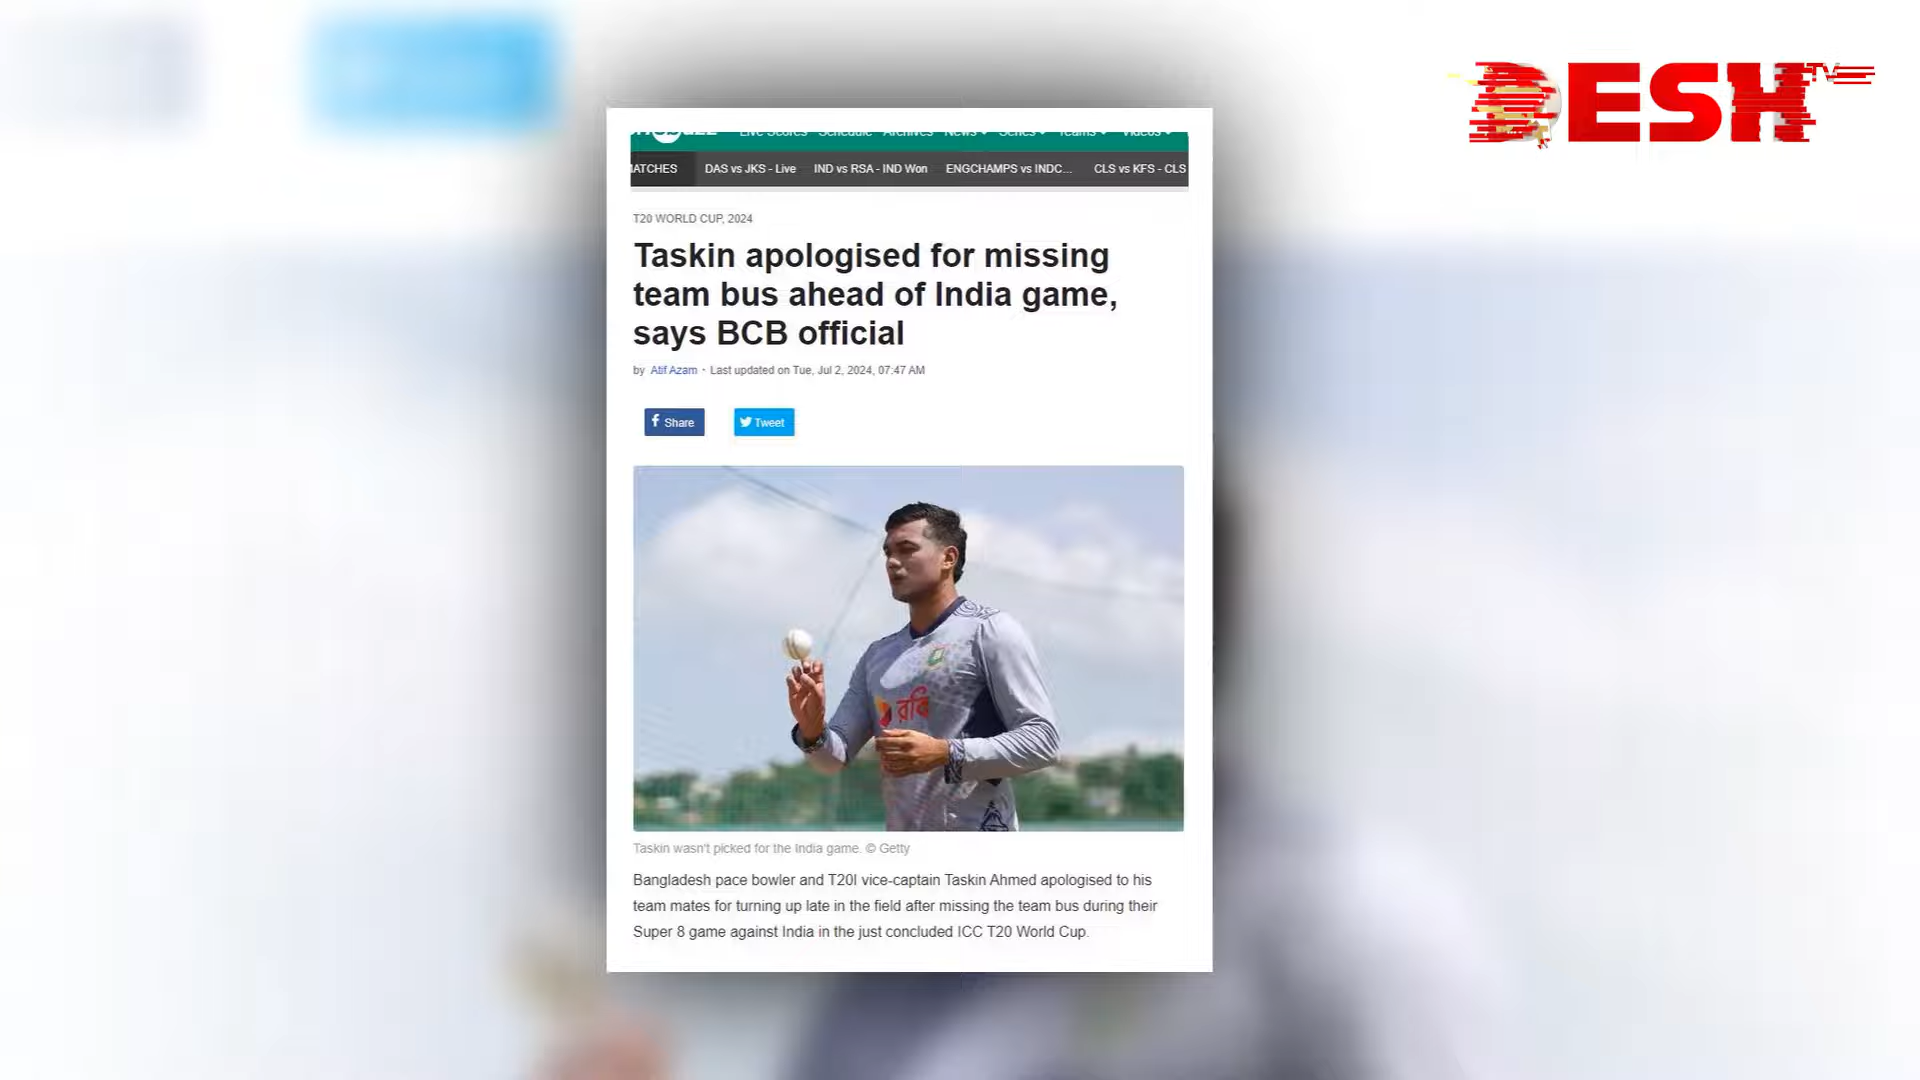 DESH TV
Live Scores Schedule Archives News Series Teams Videos
MATCHES DAS vs JKS - Live IND vs RSA - IND Won ENGCHAMPS vs INDC... CLS vs KFS - CLS
T20 WORLD CUP, 2024
Taskin apologised for missing
team bus ahead of India game,
says BCB official
by Atif Azam · Last updated on Tue, Jul 2, 2024, 07:47 AM
Share Tweet
রবি
Taskin wasn't picked for the India game. © Getty
Bangladesh pace bowler and T20I vice-captain Taskin Ahmed apologised to his
team mates for turning up late in the field after missing the team bus during their
Super 8 game against India in the just concluded ICC T20 World Cup.